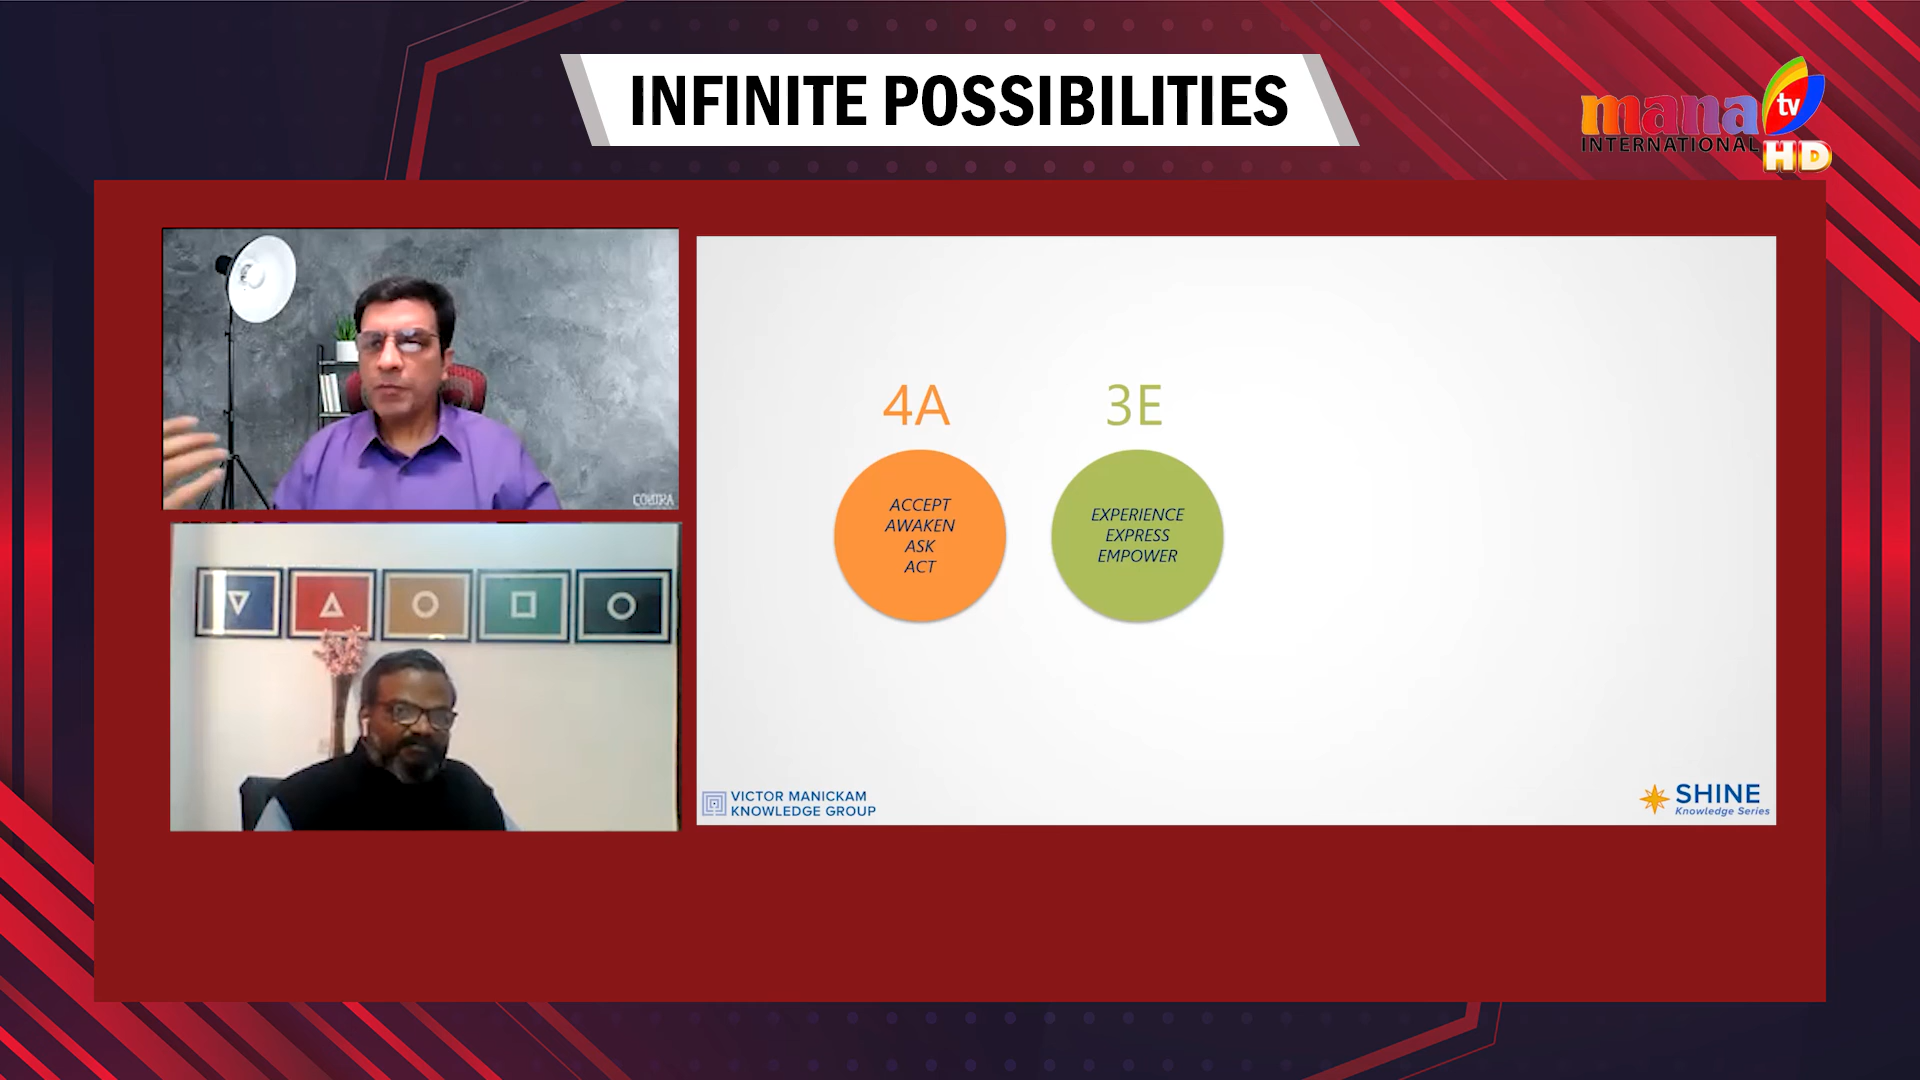 INFINITE POSSIBILITIES
mana tv
INTERNATIONAL
HD
4A
3E
ACCEPT
AWAKEN
ASK
ACT
EXPERIENCE
EXPRESS
EMPOWER
VICTOR MANICKAM
KNOWLEDGE GROUP
SHINE
Knowledge Series